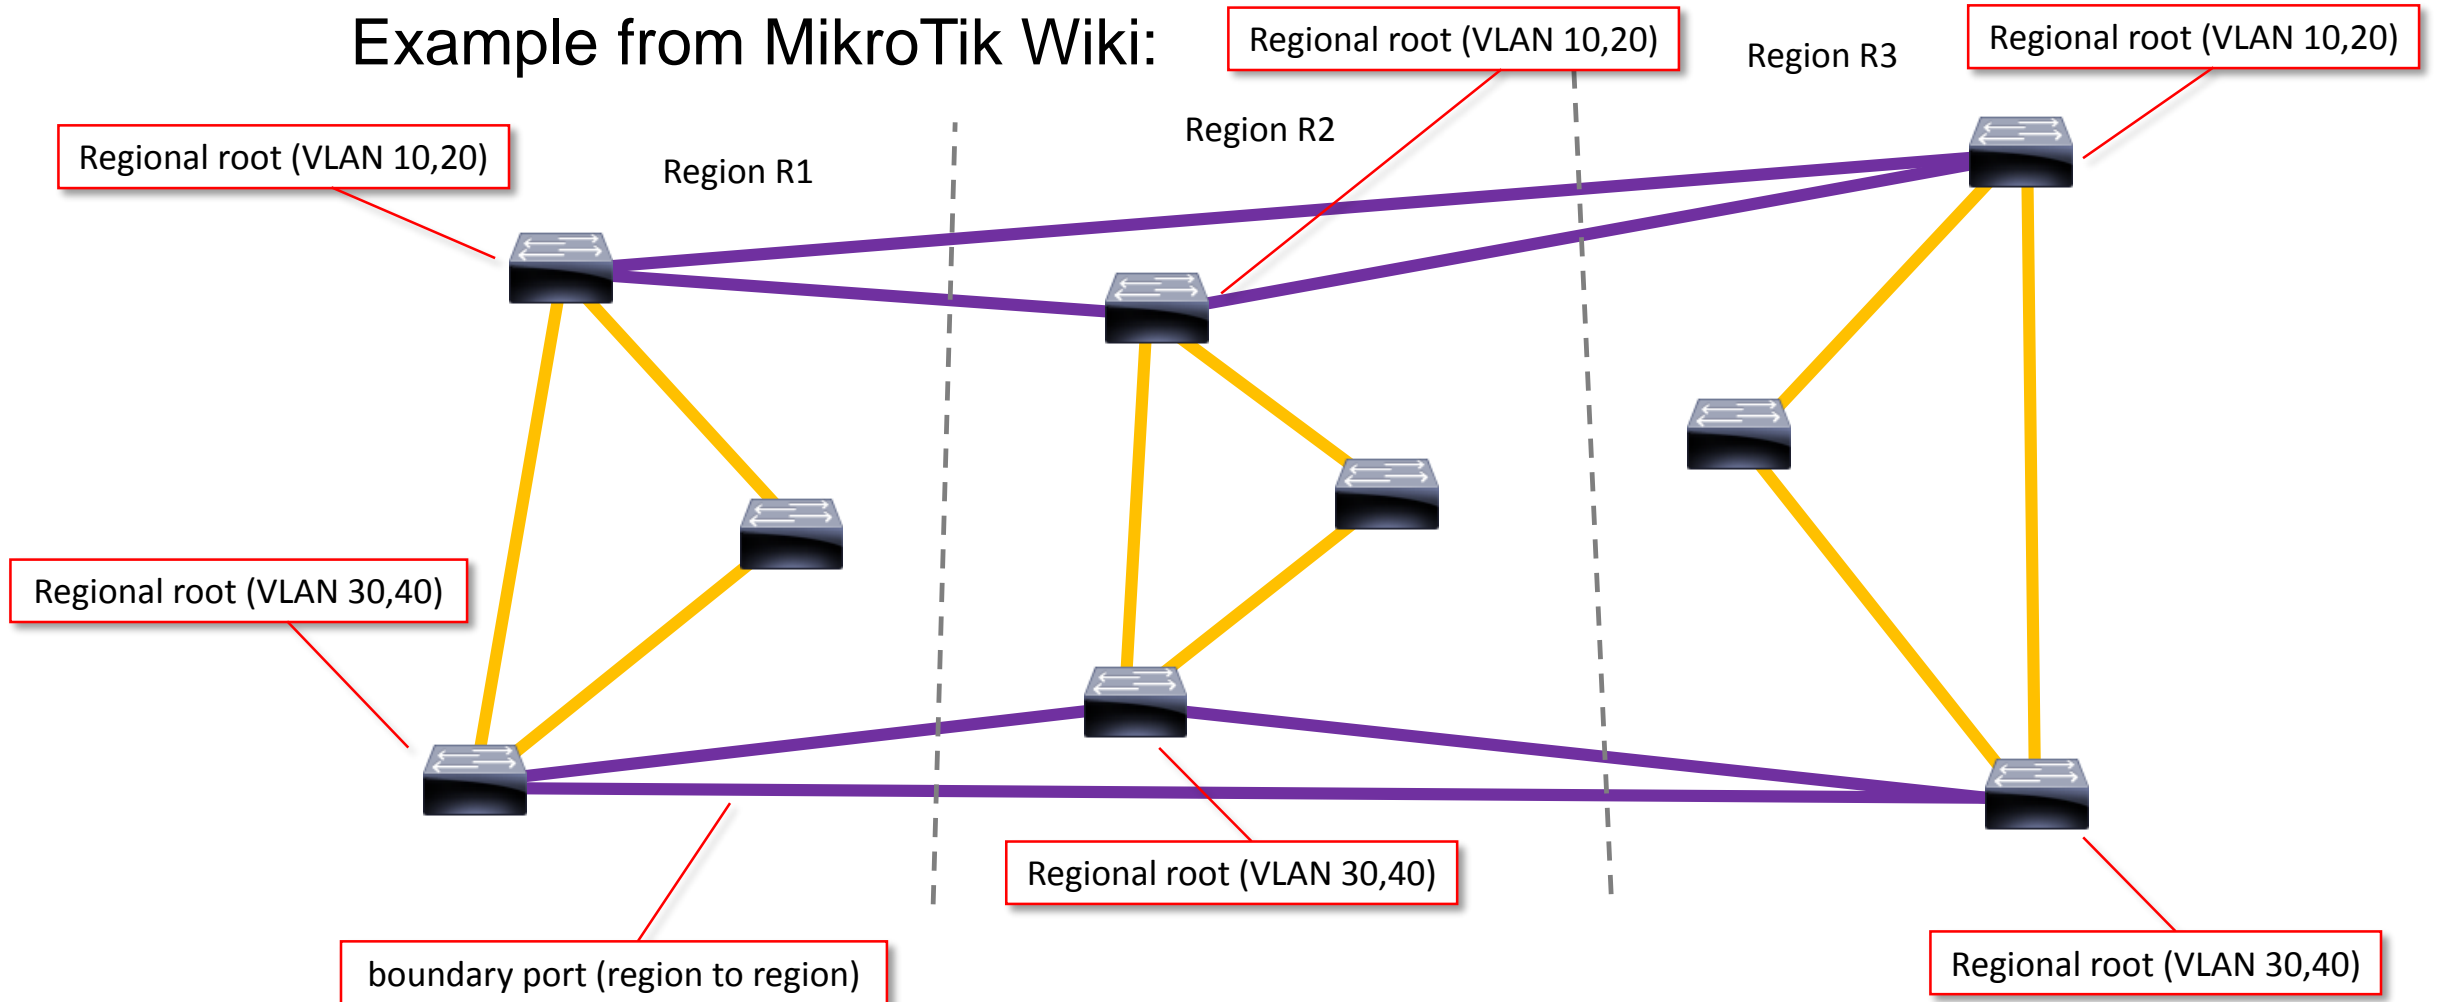 Example from MikroTik Wiki:
Regional root (VLAN 10,20)
Region R3
Regional root (VLAN 10,20)
Regional root (VLAN 10,20)
Region R1
Region R2
Regional root (VLAN 30,40)
Regional root (VLAN 30,40)
boundary port (region to region)
Regional root (VLAN 30,40)